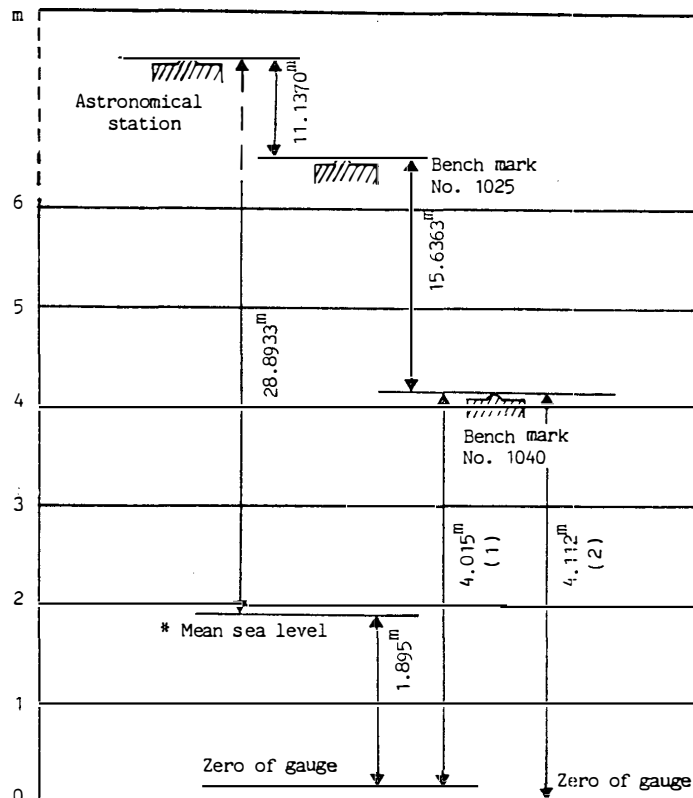 m
Astronomical
station
11.1370m
Bench mark
No. 1025
6
15.6363m
5
28.8933m
4
Bench mark
No. 1040
3
4.015m
(1)
4.112m
(2)
2
* Mean sea level
1.895m
1
Zero of gauge
Zero of gauge
0